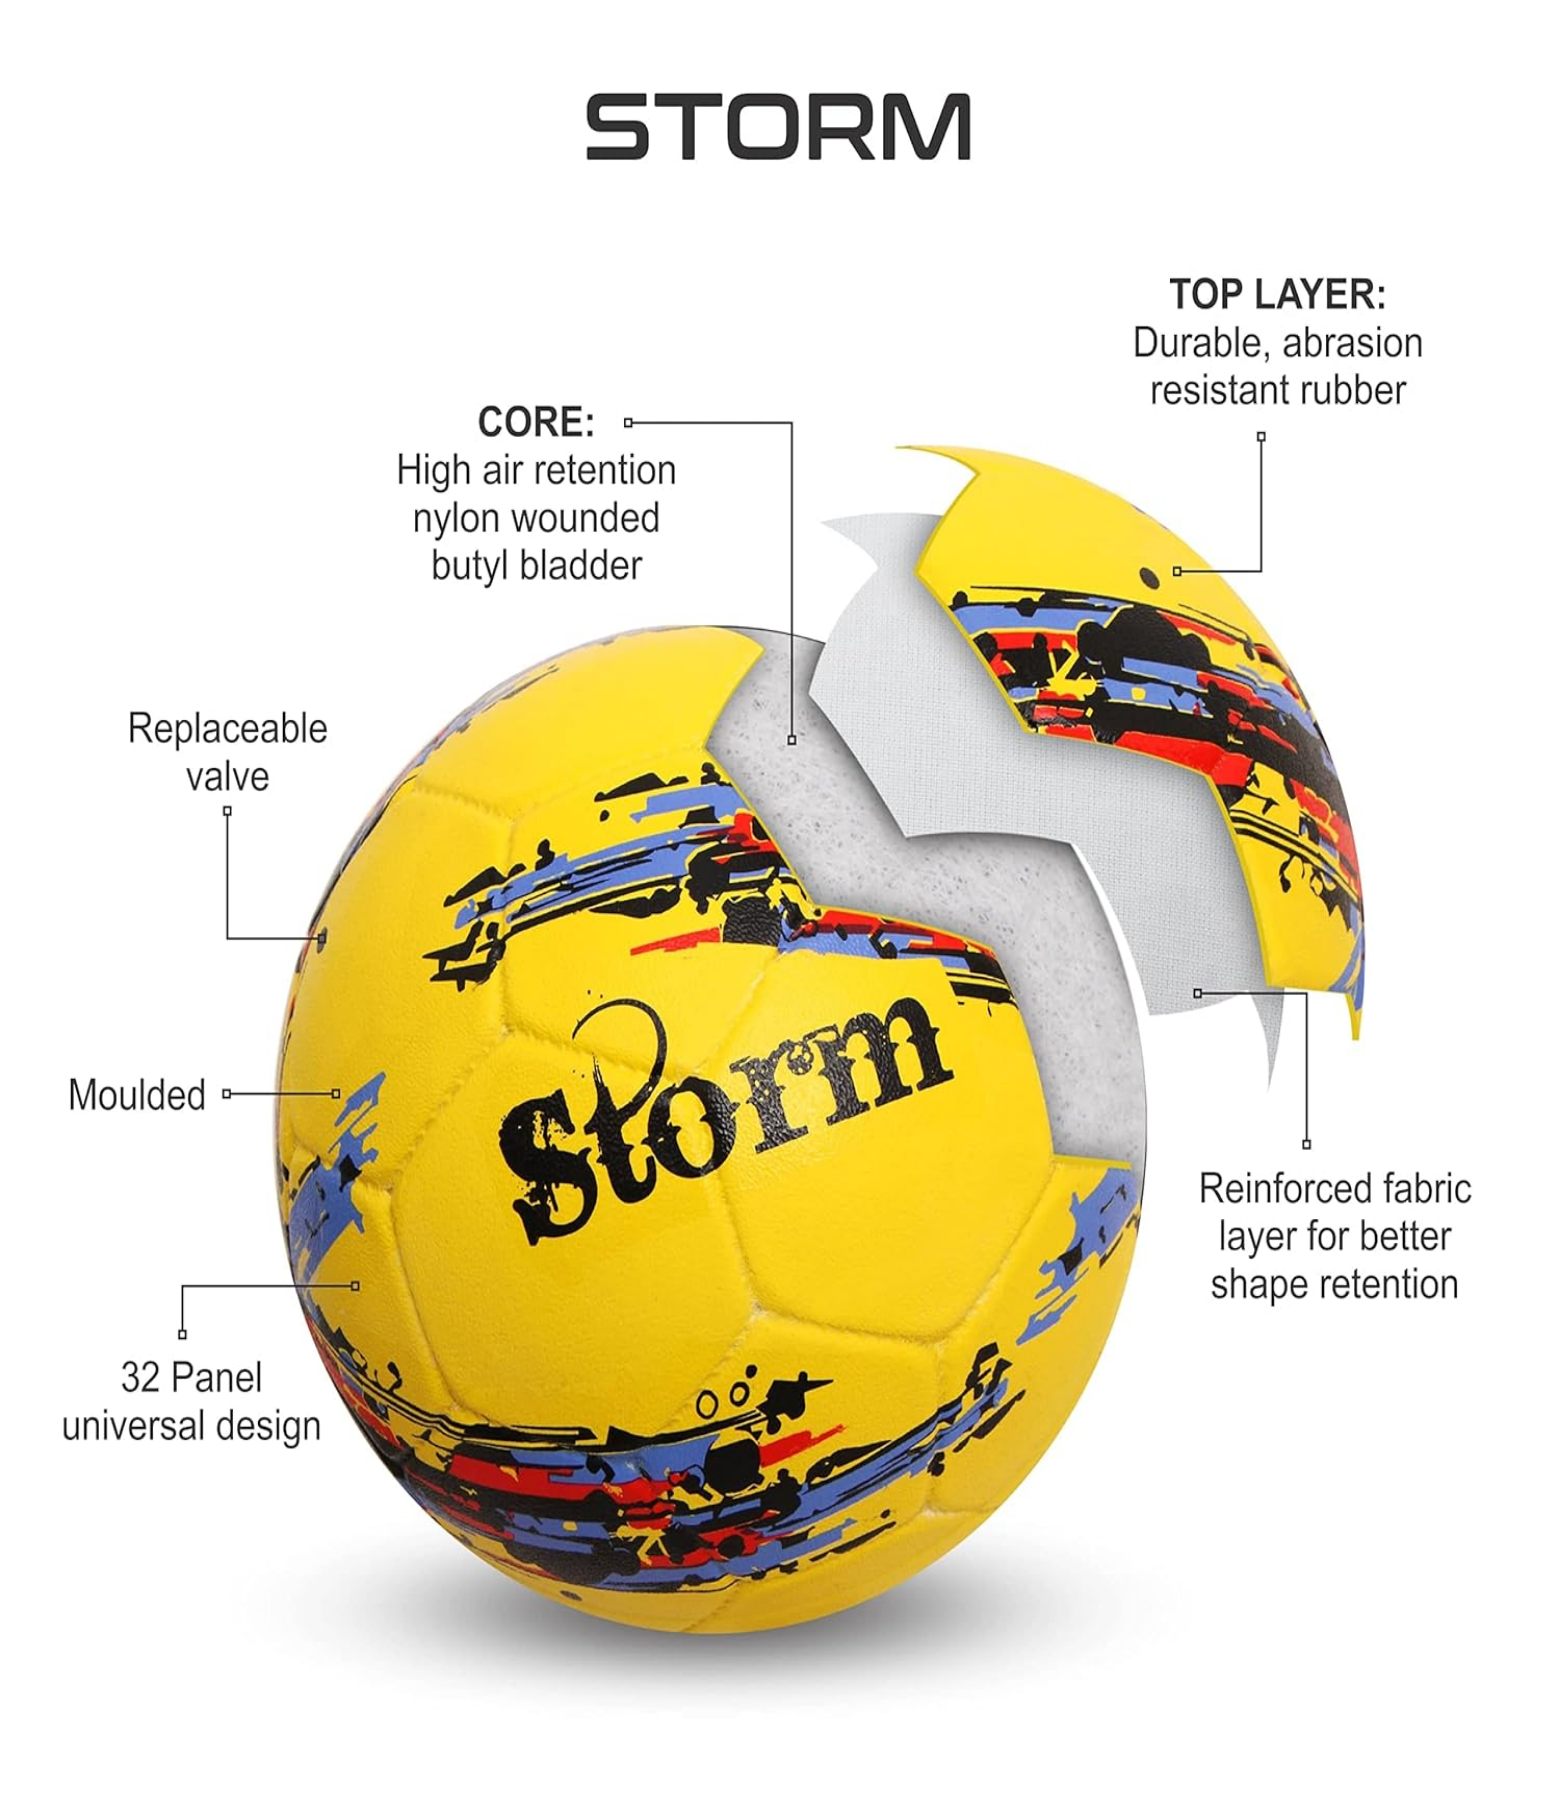 STORM
TOP LAYER:
Durable, abrasion
resistant rubber
CORE:
High air retention
nylon wounded
butyl bladder
Replaceable
valve
Storm
Moulded
Reinforced fabric
layer for better
shape retention
32 Panel
universal design